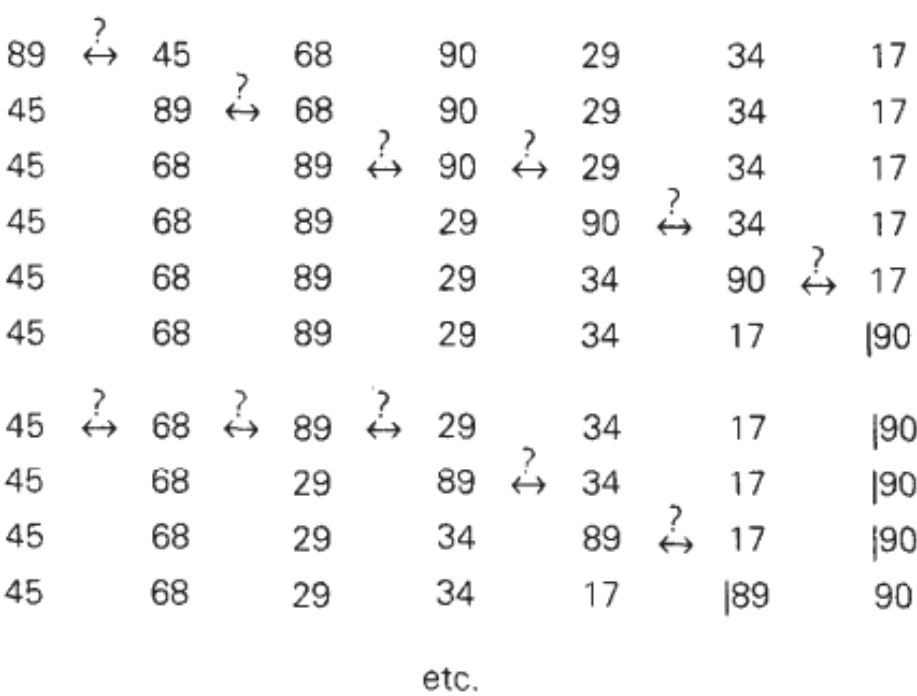 89 ?↔ 45 68 90 29 34 17
45 89 ?↔ 68 90 29 34 17
45 68 89 ?↔ 90 ?↔ 29 34 17
45 68 89 29 90 ?↔ 34 17
45 68 89 29 34 90 ?↔ 17
45 68 89 29 34 17 |90
45 ?↔ 68 ?↔ 89 ?↔ 29 34 17 |90
45 68 29 89 ?↔ 34 17 |90
45 68 29 34 89 ?↔ 17 |90
45 68 29 34 17 |89 90
etc.